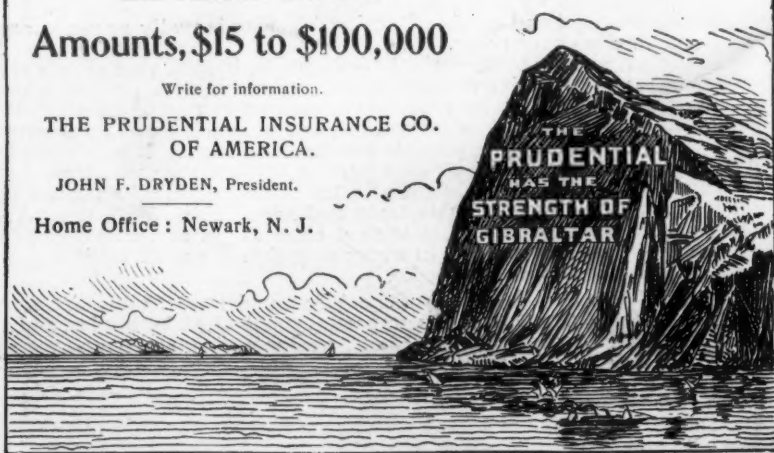 Amounts, $15 to $100,000
Write for information.
THE PRUDENTIAL INSURANCE CO.
OF AMERICA.
JOHN F. DRYDEN, President.
Home Office : Newark, N. J.
THE
PRUDENTIAL
HAS THE
STRENGTH OF
GIBRALTAR